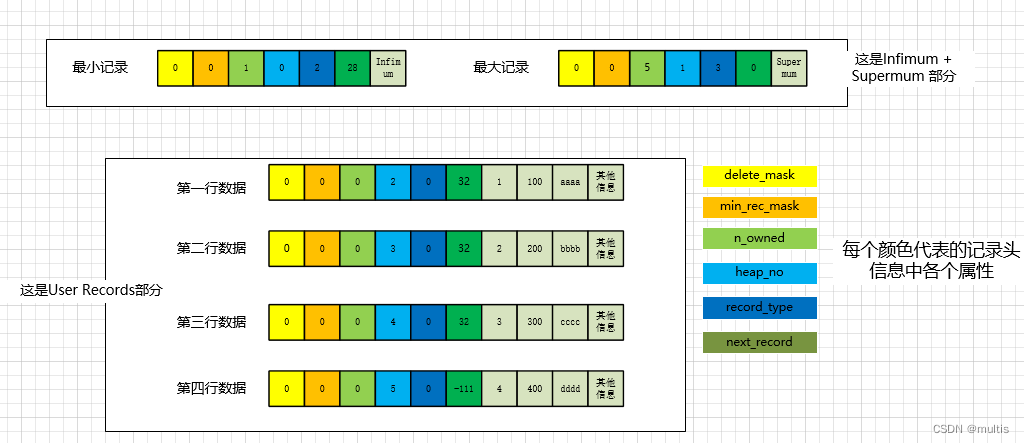 最小记录 0 0 1 0 2 28 Infim
um
最大记录 0 0 5 1 3 0 Super
mum
这是Infimum +
Supermum 部分
第一行数据 0 0 0 2 0 32 1 100 aaaa 其他
信息
第二行数据 0 0 0 3 0 32 2 200 bbbb 其他
信息
这是User Records部分
第三行数据 0 0 0 4 0 32 3 300 cccc 其他
信息
第四行数据 0 0 0 5 0 -111 4 400 dddd 其他
信息
delete_mask
min_rec_mask
n_owned
heap_no
record_type
next_record
每个颜色代表的记录头
信息中各个属性
CSDN @multis